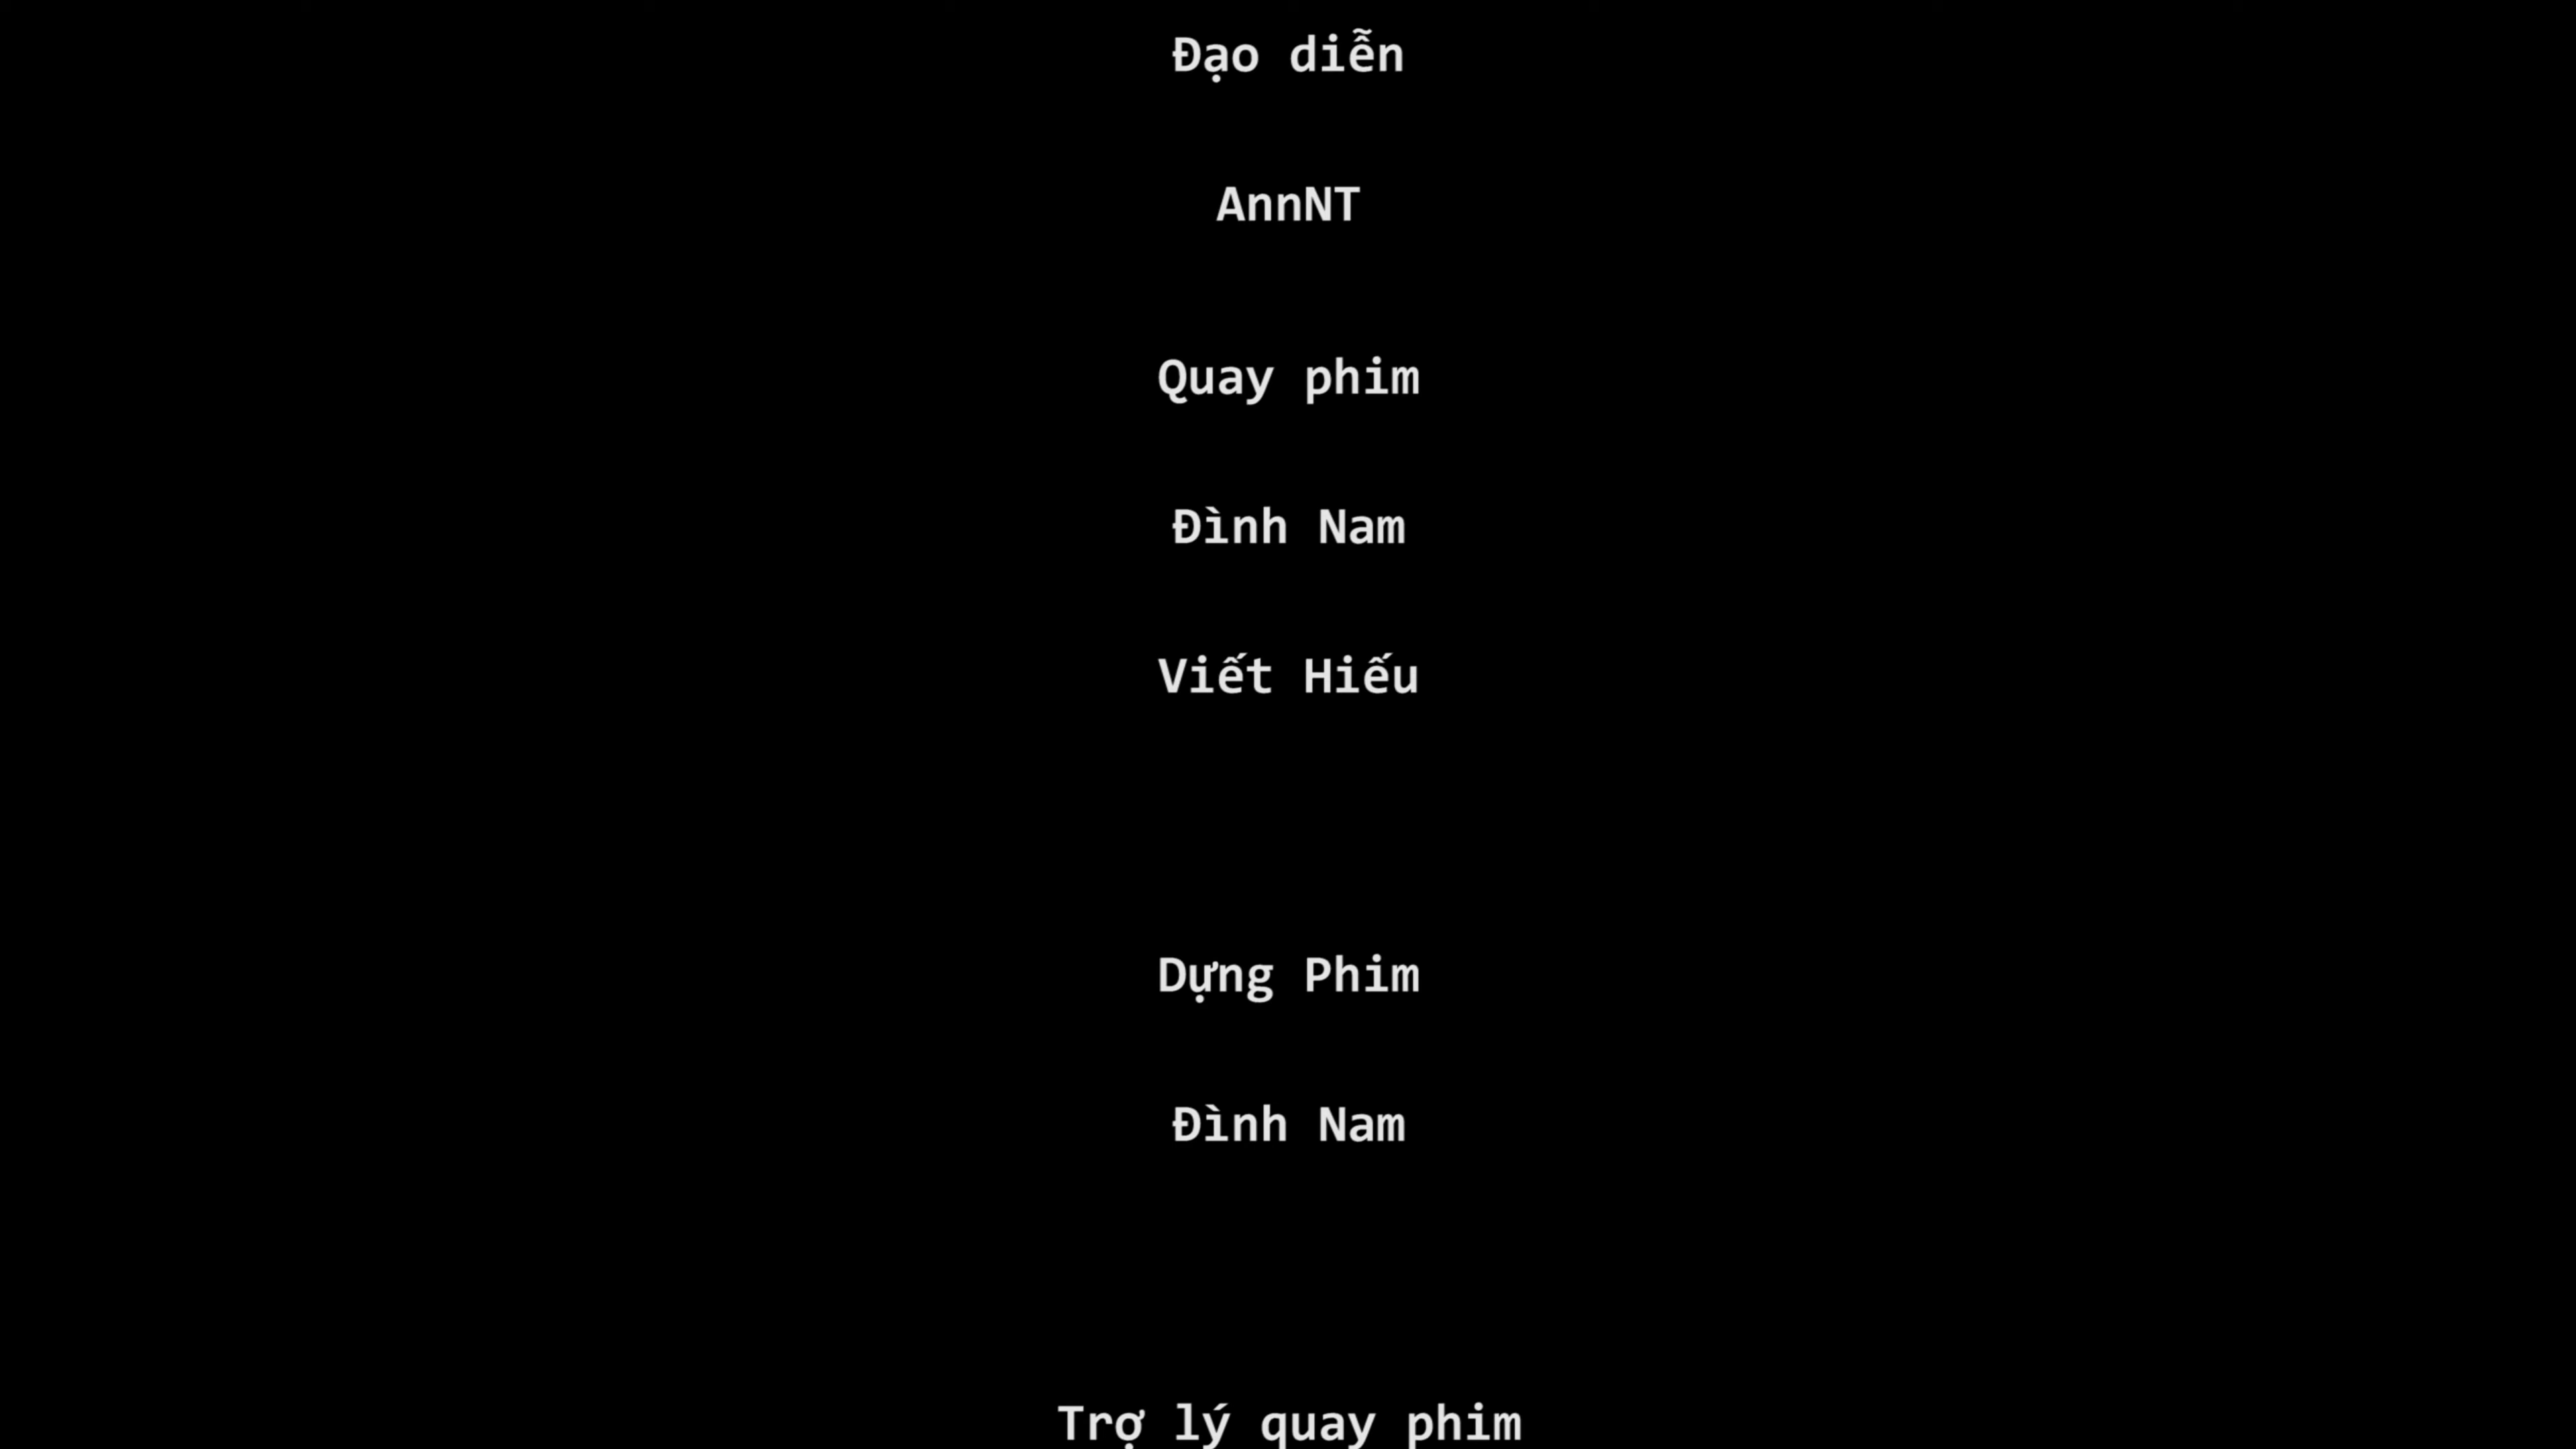 Đạo diễn
AnnNT
Quay phim
Đình Nam
Viết Hiếu
Dựng Phim
Đình Nam
Trợ lý quay phim